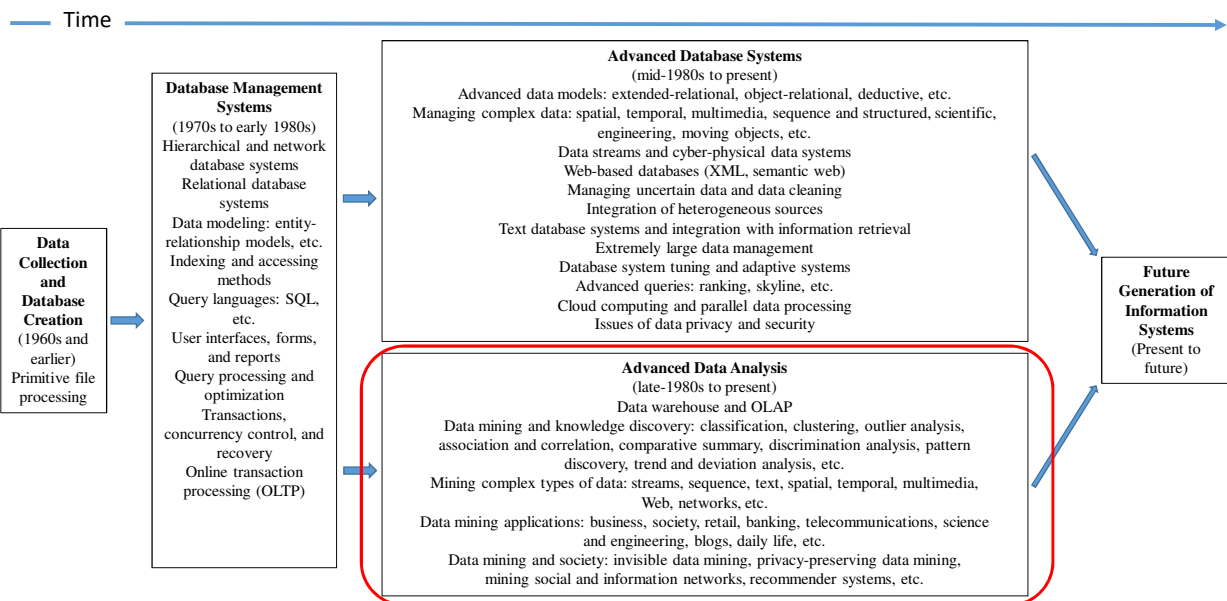 Time
Data
Collection
and
Database
Creation
(1960s and
earlier)
Primitive file
processing
Database Management
Systems
(1970s to early 1980s)
Hierarchical and network
database systems
Relational database
systems
Data modeling: entity-
relationship models, etc.
Indexing and accessing
methods
Query languages: SQL,
etc.
User interfaces, forms,
and reports
Query processing and
optimization
Transactions,
concurrency control, and
recovery
Online transaction
processing (OLTP)
Advanced Database Systems
(mid-1980s to present)
Advanced data models: extended-relational, object-relational, deductive, etc.
Managing complex data: spatial, temporal, multimedia, sequence and structured, scientific,
engineering, moving objects, etc.
Data streams and cyber-physical data systems
Web-based databases (XML, semantic web)
Managing uncertain data and data cleaning
Integration of heterogeneous sources
Text database systems and integration with information retrieval
Extremely large data management
Database system tuning and adaptive systems
Advanced queries: ranking, skyline, etc.
Cloud computing and parallel data processing
Issues of data privacy and security
Advanced Data Analysis
(late-1980s to present)
Data warehouse and OLAP
Data mining and knowledge discovery: classification, clustering, outlier analysis,
association and correlation, comparative summary, discrimination analysis, pattern
discovery, trend and deviation analysis, etc.
Mining complex types of data: streams, sequence, text, spatial, temporal, multimedia,
Web, networks, etc.
Data mining applications: business, society, retail, banking, telecommunications, science
and engineering, blogs, daily life, etc.
Data mining and society: invisible data mining, privacy-preserving data mining,
mining social and information networks, recommender systems, etc.
Future
Generation of
Information
Systems
(Present to
future)